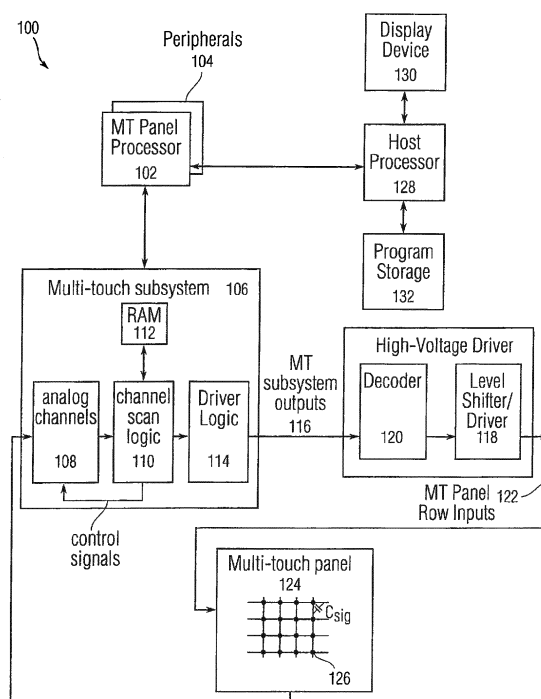 100
Peripherals
104
MT Panel
Processor
102
Display
Device
130
Host
Processor
128
Program
Storage
132
Multi-touch subsystem 106
RAM
112
analog
channels
108
channel
scan
logic
110
Driver
Logic
114
control
signals
MT
subsystem
outputs
116
High-Voltage Driver
Decoder
120
Level
Shifter/
Driver
118
MT Panel 122
Row Inputs
Multi-touch panel
124
Csig
126